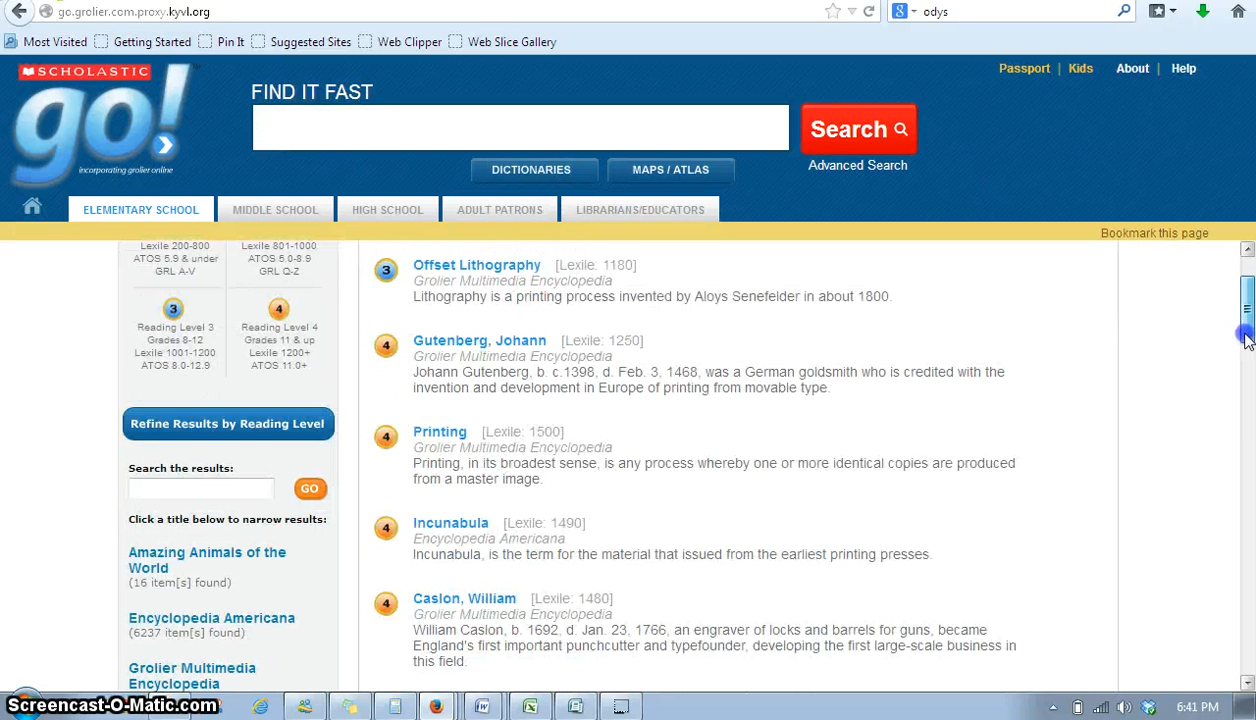 go.grolier.com.proxy.kyvl.org
odys
Most Visited Getting Started Pin It Suggested Sites Web Clipper Web Slice Gallery
SCHOLASTIC
go!
incorporating grolier online
FIND IT FAST
Search
Advanced Search
DICTIONARIES MAPS / ATLAS
Passport | Kids About | Help
ELEMENTARY SCHOOL MIDDLE SCHOOL HIGH SCHOOL ADULT PATRONS LIBRARIANS/EDUCATORS
Bookmark this page
Lexile 200-800
ATOS 5.9 & under
GRL A-V
Lexile 801-1000
ATOS 5.0-8.9
GRL Q-Z
3
Reading Level 3
Grades 8-12
Lexile 1001-1200
ATOS 8.0-12.9
4
Reading Level 4
Grades 11 & up
Lexile 1200+
ATOS 11.0+
Refine Results by Reading Level
Search the results:
GO
Click a title below to narrow results:
Amazing Animals of the
World
(16 item[s] found)
Encyclopedia Americana
(6237 item[s] found)
Grolier Multimedia
Encyclopedia
3 Offset Lithography [Lexile: 1180]
Grolier Multimedia Encyclopedia
Lithography is a printing process invented by Aloys Senefelder in about 1800.
4 Gutenberg, Johann [Lexile: 1250]
Grolier Multimedia Encyclopedia
Johann Gutenberg, b. c.1398, d. Feb. 3, 1468, was a German goldsmith who is credited with the
invention and development in Europe of printing from movable type.
4 Printing [Lexile: 1500]
Grolier Multimedia Encyclopedia
Printing, in its broadest sense, is any process whereby one or more identical copies are produced
from a master image.
4 Incunabula [Lexile: 1490]
Encyclopedia Americana
Incunabula, is the term for the material that issued from the earliest printing presses.
4 Caslon, William [Lexile: 1480]
Grolier Multimedia Encyclopedia
William Caslon, b. 1692, d. Jan. 23, 1766, an engraver of locks and barrels for guns, became
England's first important punchcutter and typefounder, developing the first large-scale business in
this field.
Screencast-O-Matic.com
6:41 PM